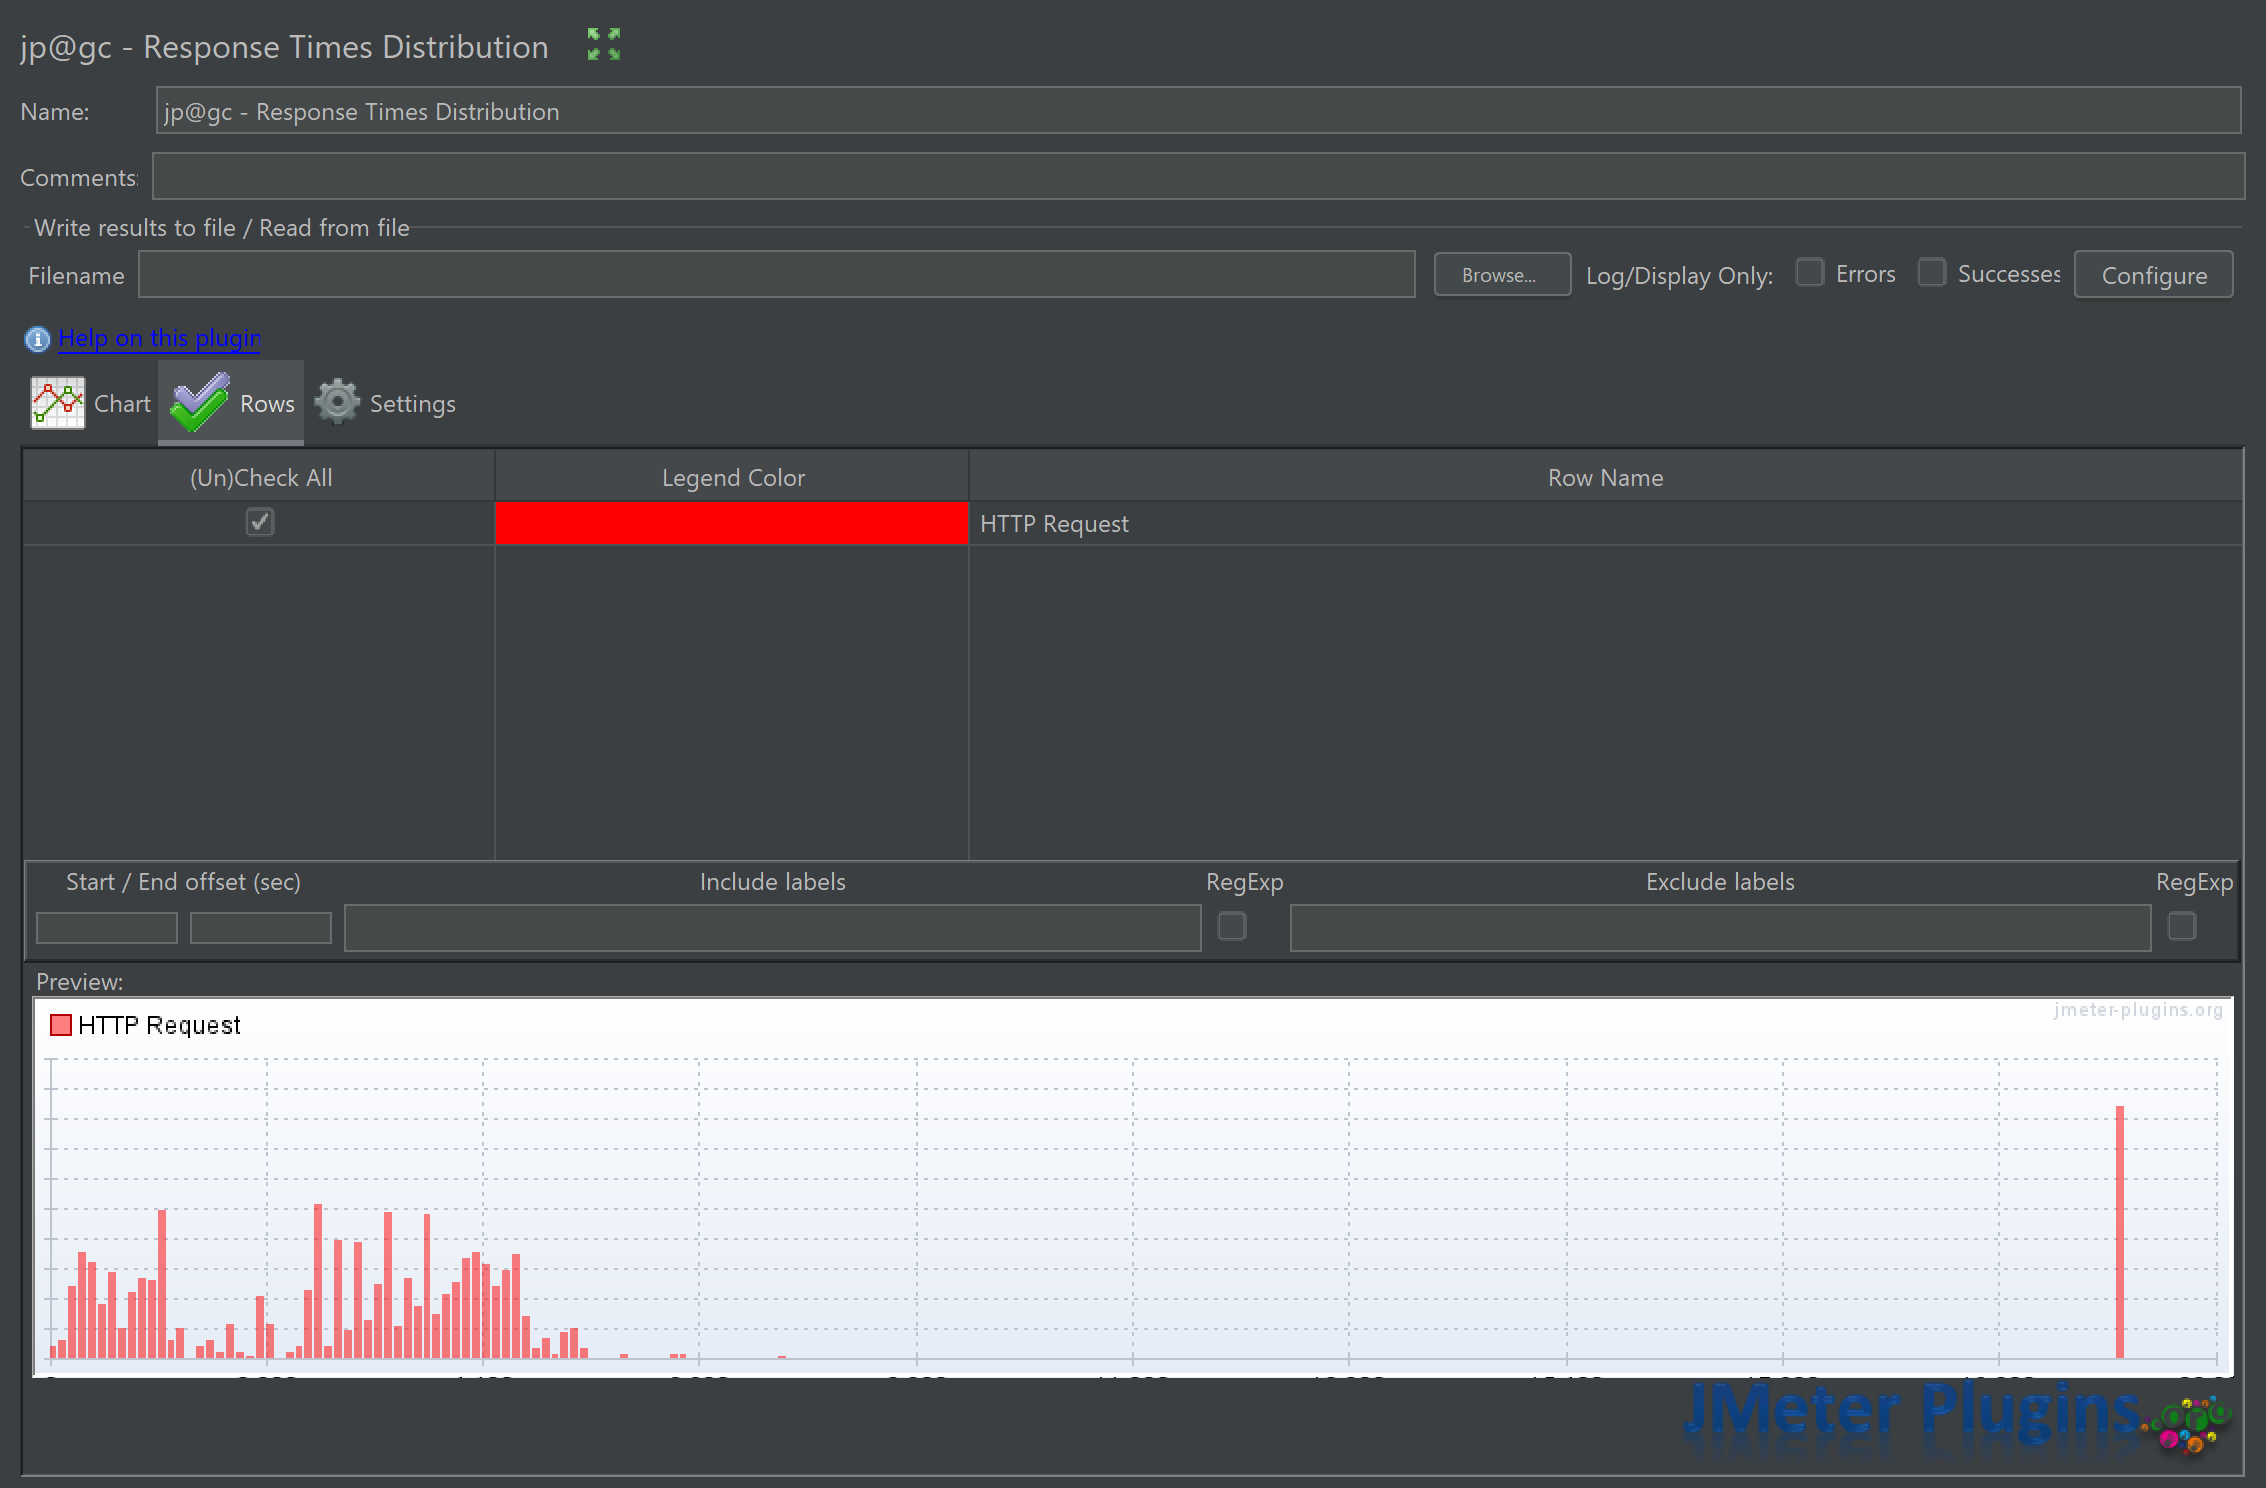 jp@gc - Response Times Distribution
Name: jp@gc - Response Times Distribution
Comments:
Write results to file / Read from file
Filename Browse... Log/Display Only: Errors Successes Configure
Help on this plugin
Chart Rows Settings
(Un)Check All Legend Color Row Name
HTTP Request
Start / End offset (sec) Include labels RegExp Exclude labels RegExp
Preview:
jmeter-plugins.org
HTTP Request
JMeter Plugins.org